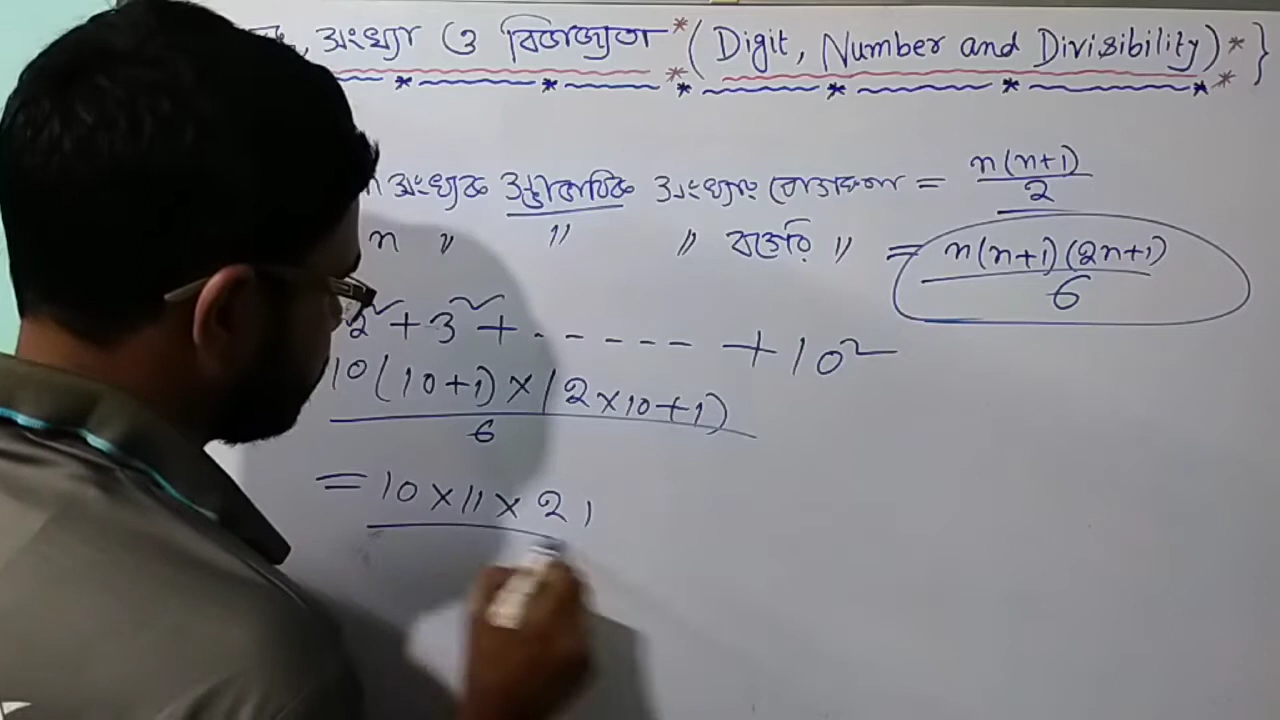 , সংখ্যা ও বিভাজ্যতা * ( Digit, Number and Divisibility) * }
n সংখ্যক স্বাভাবিক সংখ্যার যোগফল = n(n+1) / 2
n 〃 〃 〃 বর্গের 〃 = n(n+1)(2n+1) / 6
2² + 3² + ------ + 10²
10(10+1) × (2×10+1)
6
= 10 × 11 × 21